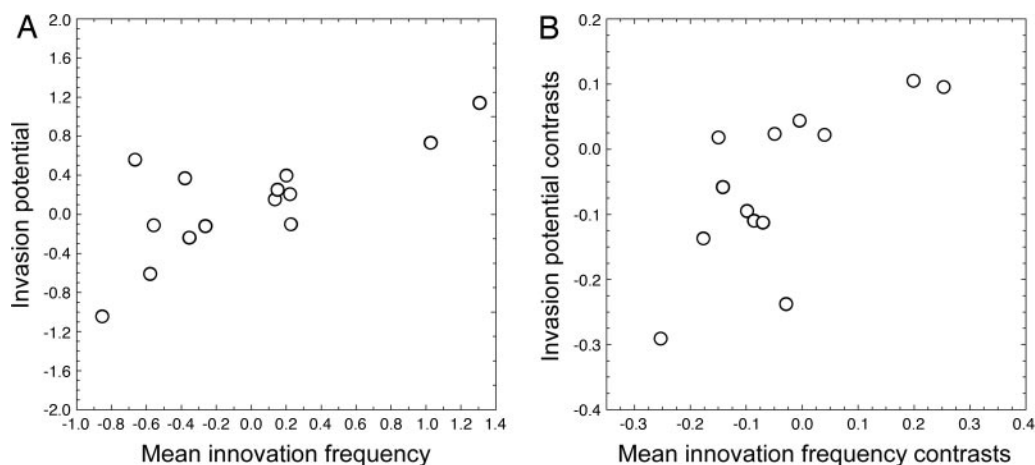 A
2.0
1.6
1.2
0.8
0.4
0.0
-0.4
-0.8
-1.2
-1.6
-2.0
Invasion potential
-1.0 -0.8 -0.6 -0.4 -0.2 0.0 0.2 0.4 0.6 0.8 1.0 1.2 1.4
Mean innovation frequency
B
0.2
0.1
0.0
-0.1
-0.2
-0.3
-0.4
Invasion potential contrasts
-0.3 -0.2 -0.1 0.0 0.1 0.2 0.3 0.4
Mean innovation frequency contrasts